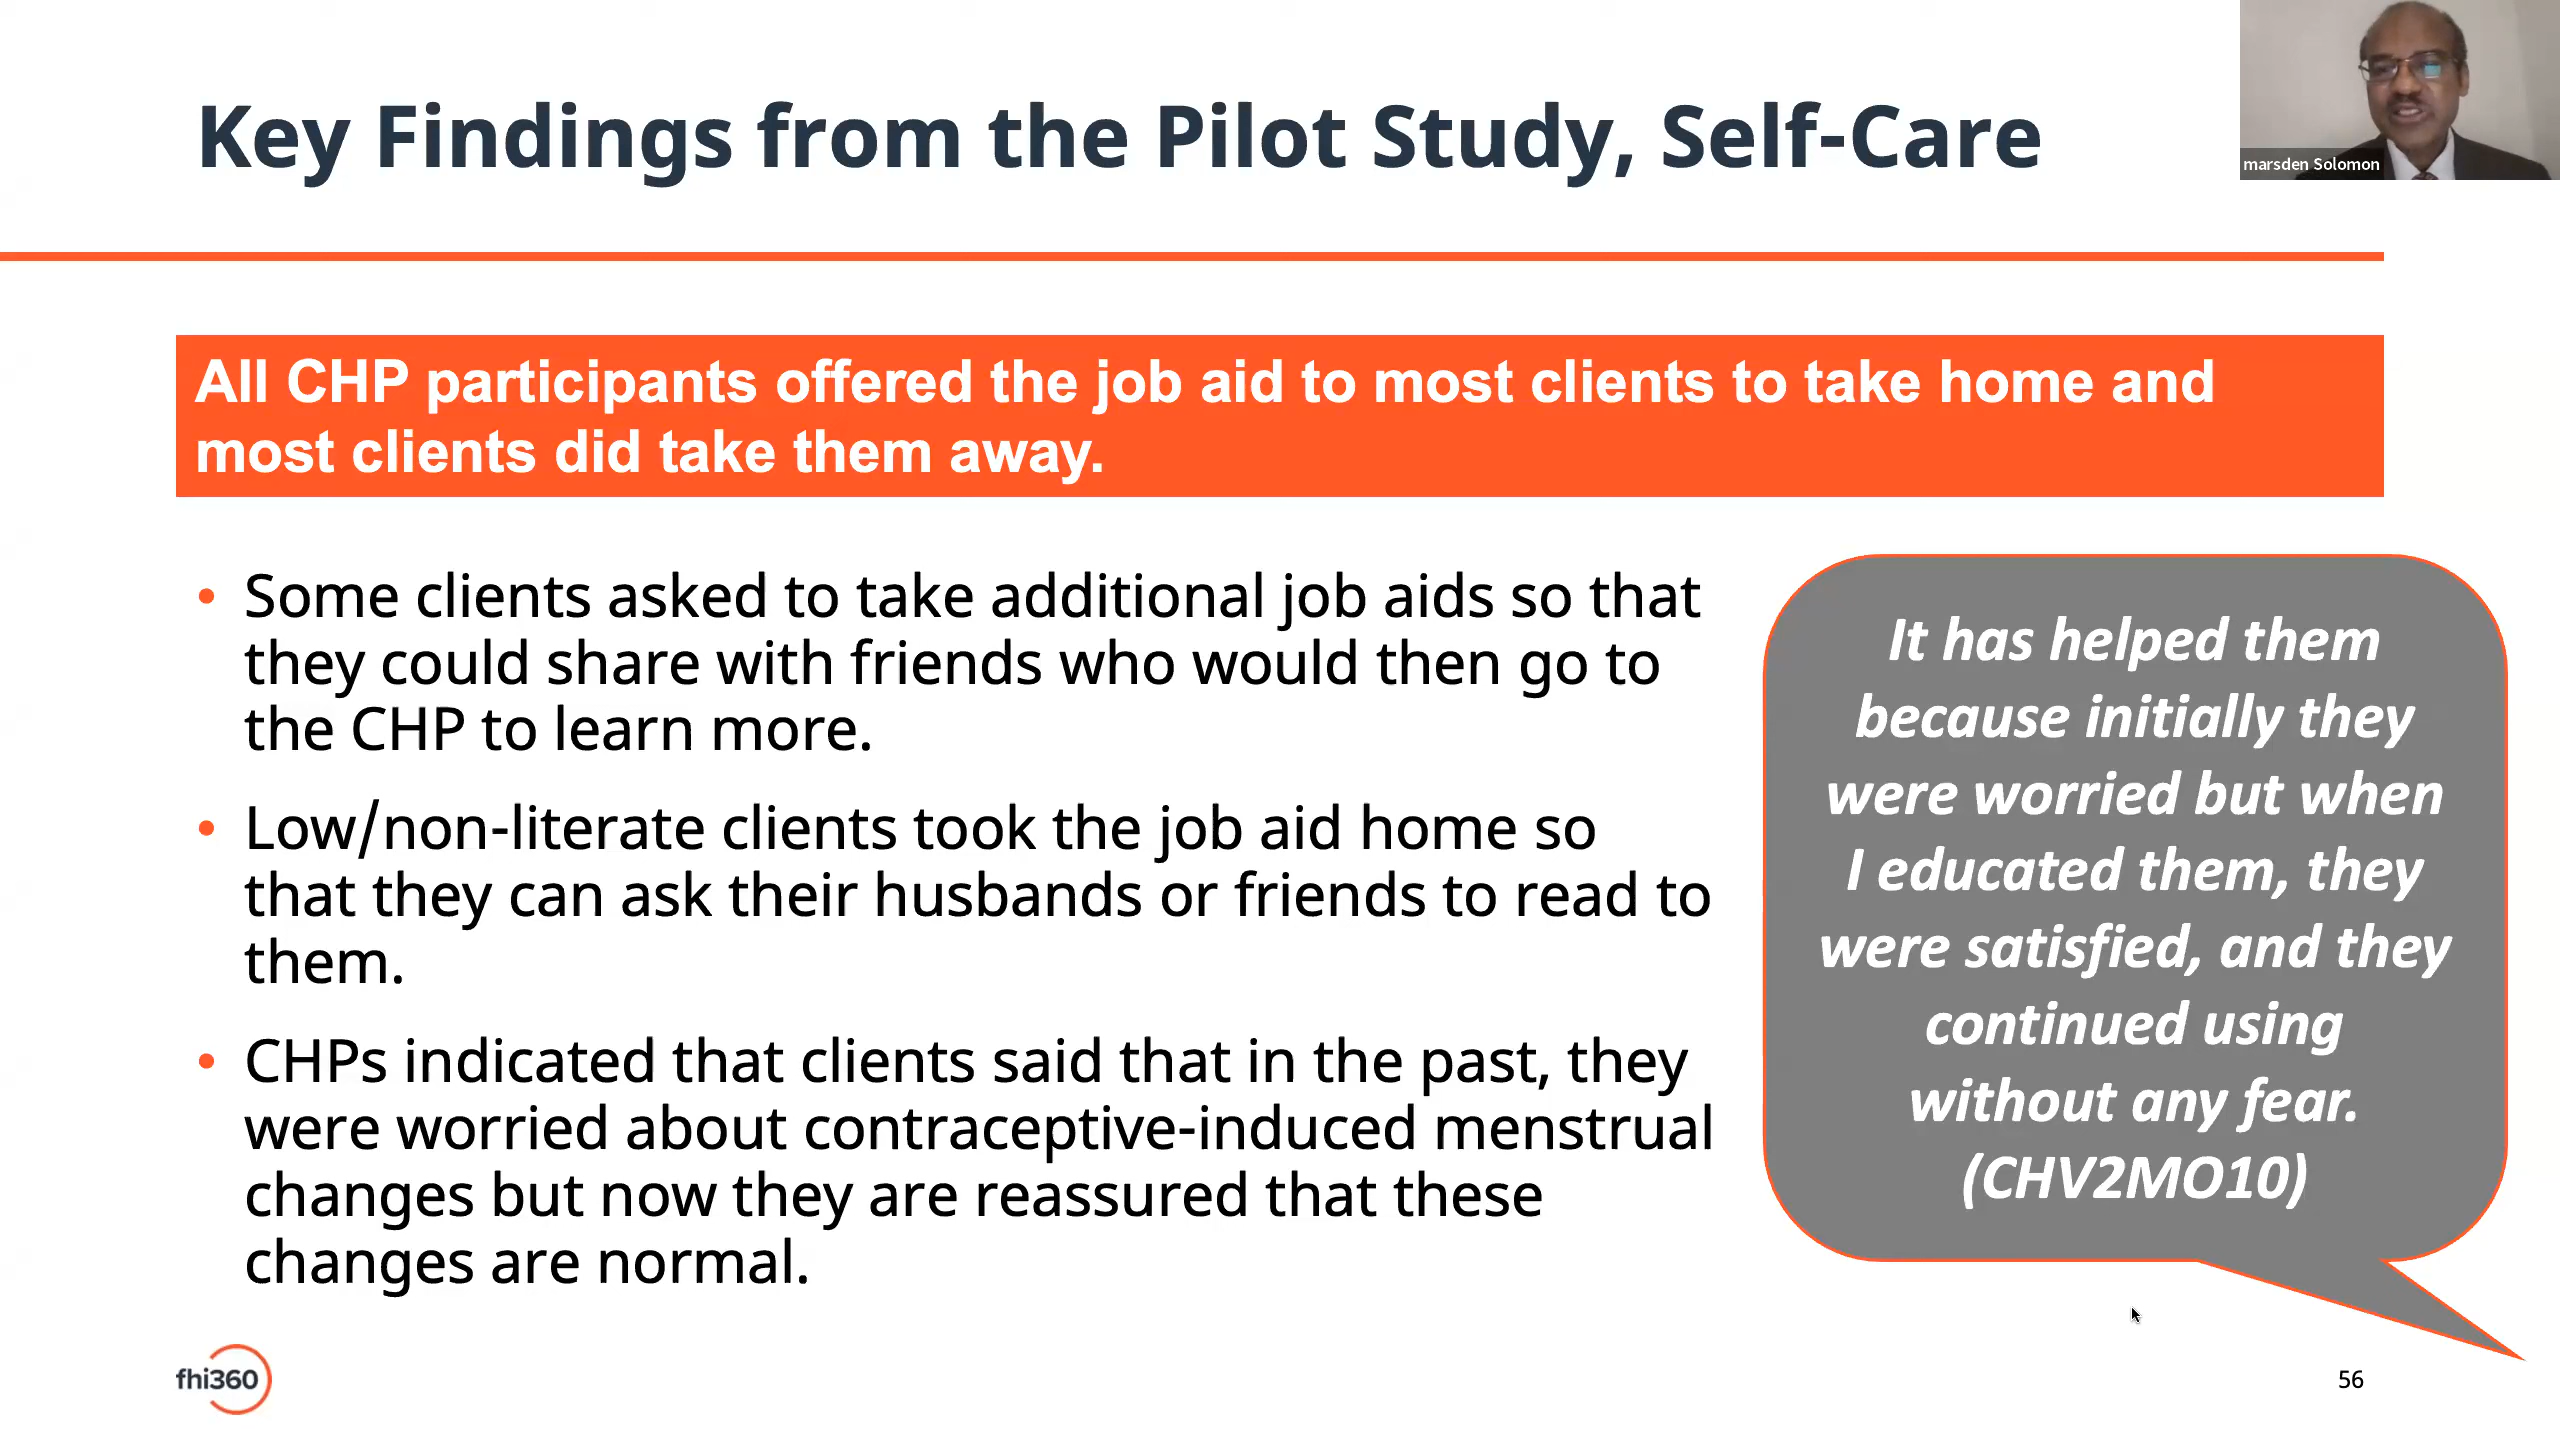 Key Findings from the Pilot Study, Self-Care
marsden Solomon
All CHP participants offered the job aid to most clients to take home and
most clients did take them away.
• Some clients asked to take additional job aids so that
they could share with friends who would then go to
the CHP to learn more.
• Low/non-literate clients took the job aid home so
that they can ask their husbands or friends to read to
them.
• CHPs indicated that clients said that in the past, they
were worried about contraceptive-induced menstrual
changes but now they are reassured that these
changes are normal.
It has helped them
because initially they
were worried but when
I educated them, they
were satisfied, and they
continued using
without any fear.
(CHV2MO10)
fhi360
56